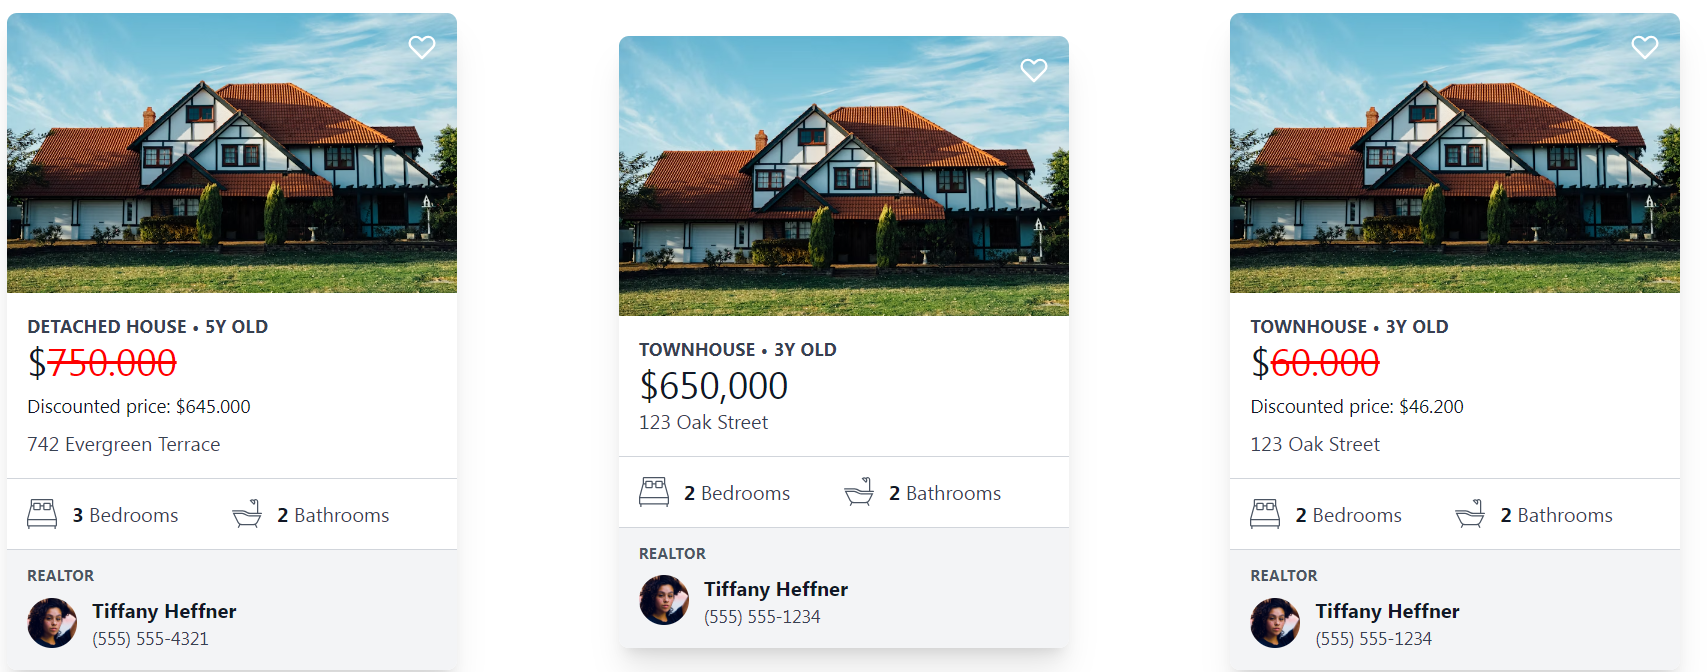 DETACHED HOUSE • 5Y OLD
$750.000
Discounted price: $645.000
742 Evergreen Terrace
3 Bedrooms
2 Bathrooms
REALTOR
Tiffany Heffner
(555) 555-4321
TOWNHOUSE • 3Y OLD
$650,000
123 Oak Street
2 Bedrooms
2 Bathrooms
REALTOR
Tiffany Heffner
(555) 555-1234
TOWNHOUSE • 3Y OLD
$60.000
Discounted price: $46.200
123 Oak Street
2 Bedrooms
2 Bathrooms
REALTOR
Tiffany Heffner
(555) 555-1234